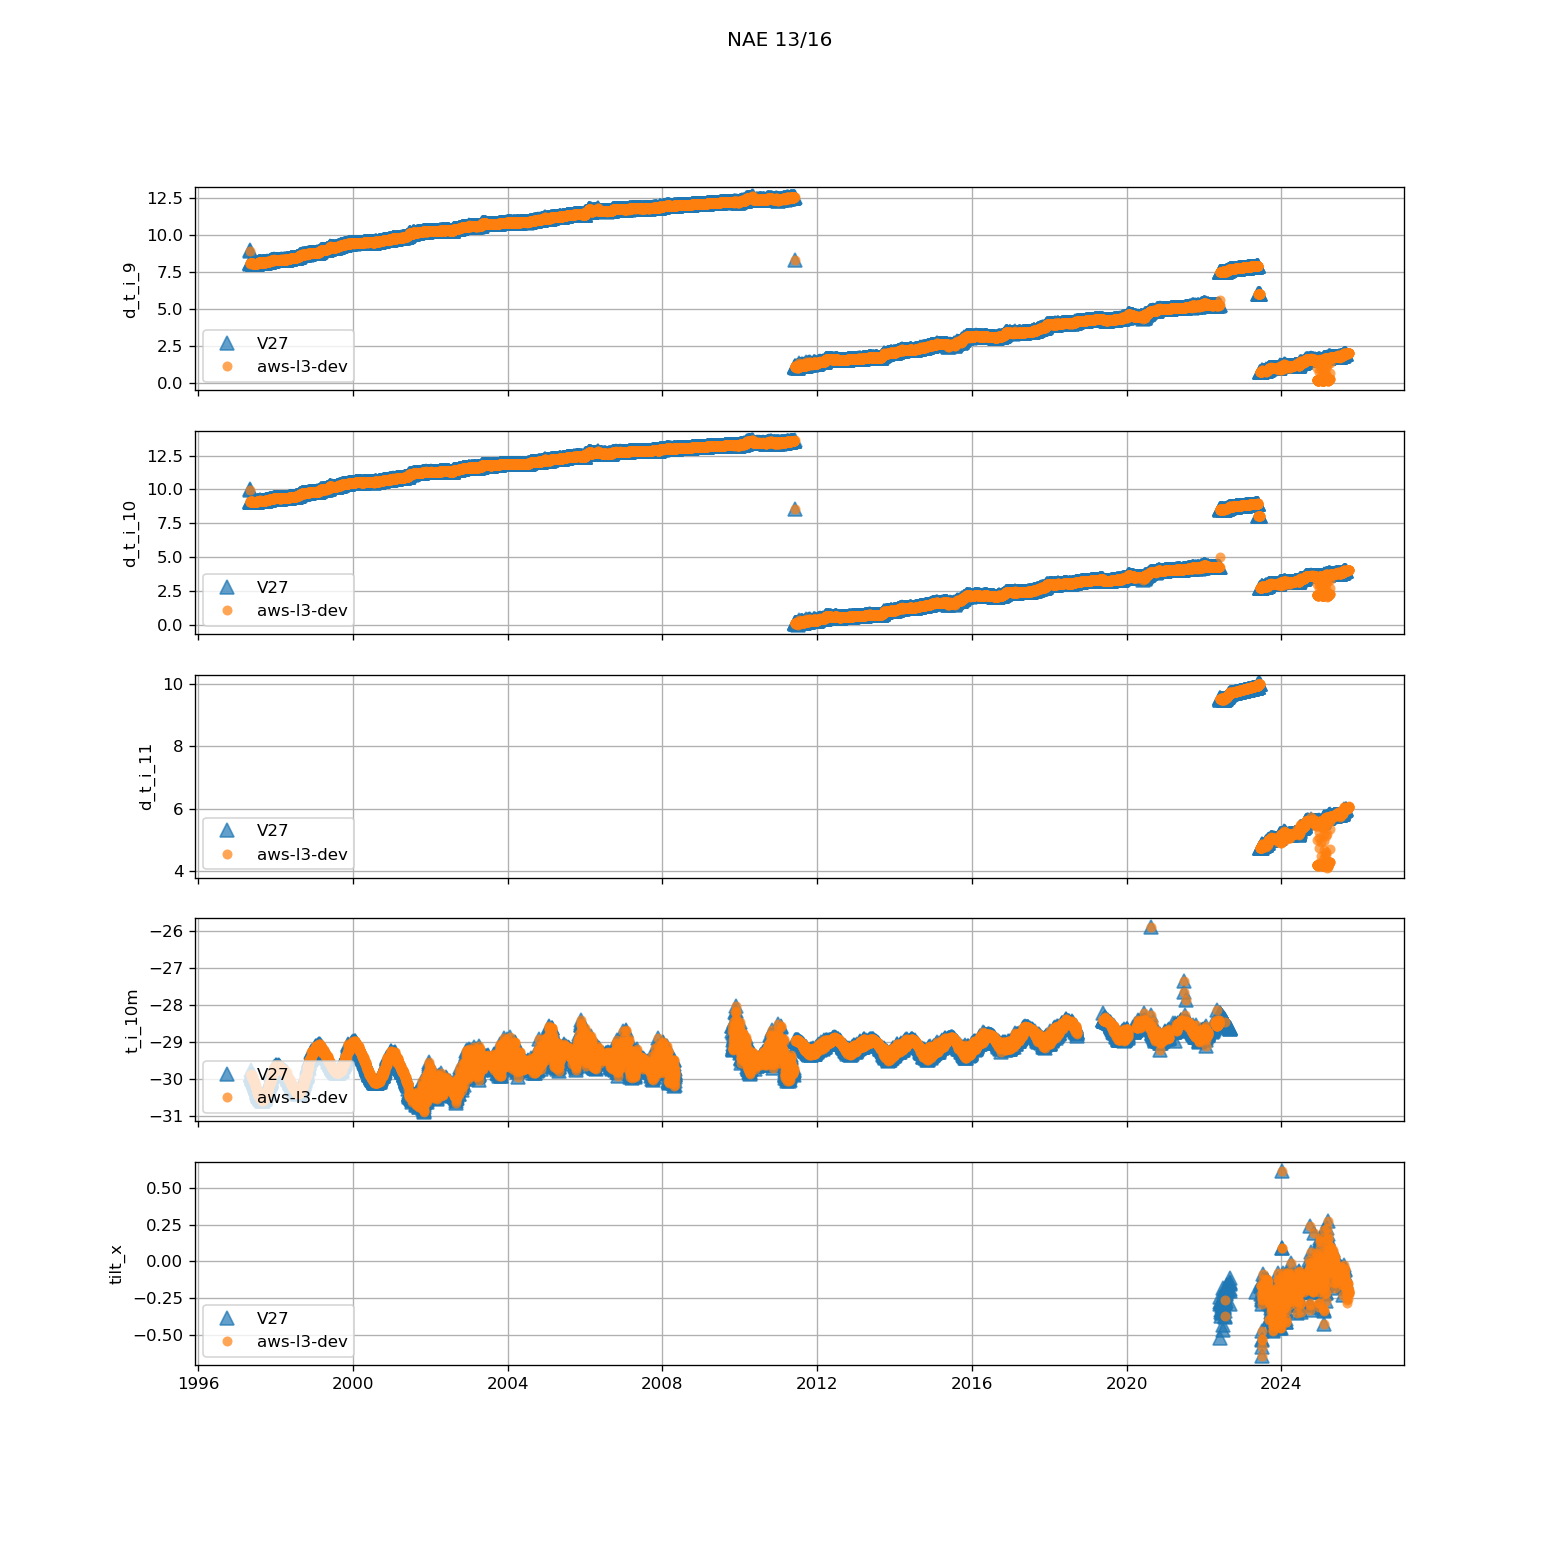 NAE 13/16
12.5
10.0
7.5
5.0
2.5
0.0
d_t_i_9
V27
aws-l3-dev
12.5
10.0
7.5
5.0
2.5
0.0
d_t_i_10
V27
aws-l3-dev
10
8
6
4
d_t_i_11
V27
aws-l3-dev
−26
−27
−28
−29
−30
−31
t_i_10m
V27
aws-l3-dev
0.50
0.25
0.00
−0.25
−0.50
tilt_x
V27
aws-l3-dev
1996 2000 2004 2008 2012 2016 2020 2024